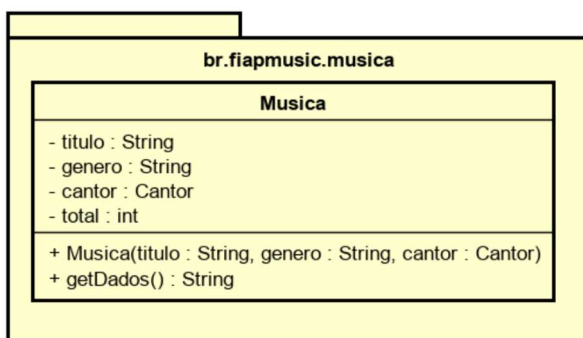 br.fiapmusic.musica
Musica
- titulo : String
- genero : String
- cantor : Cantor
- total : int
+ Musica(titulo : String, genero : String, cantor : Cantor)
+ getDados() : String